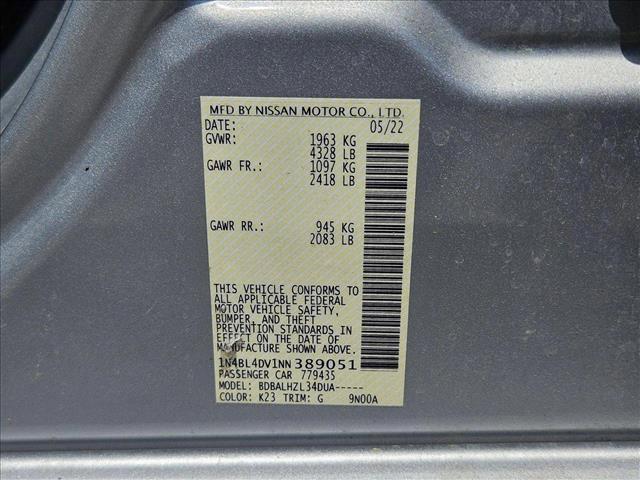 MFD BY NISSAN MOTOR CO., LTD.
DATE: 05/22
GVWR: 1963 KG
4328 LB
GAWR FR.: 1097 KG
2418 LB
GAWR RR.: 945 KG
2083 LB
THIS VEHICLE CONFORMS TO
ALL APPLICABLE FEDERAL
MOTOR VEHICLE SAFETY,
BUMPER, AND THEFT
PREVENTION STANDARDS IN
EFFECT ON THE DATE OF
MANUFACTURE SHOWN ABOVE.
1N4BL4DV1NN389051
PASSENGER CAR 779435
MODEL: BDBALHZL34DUA-----
COLOR: K23 TRIM: G 9N00A